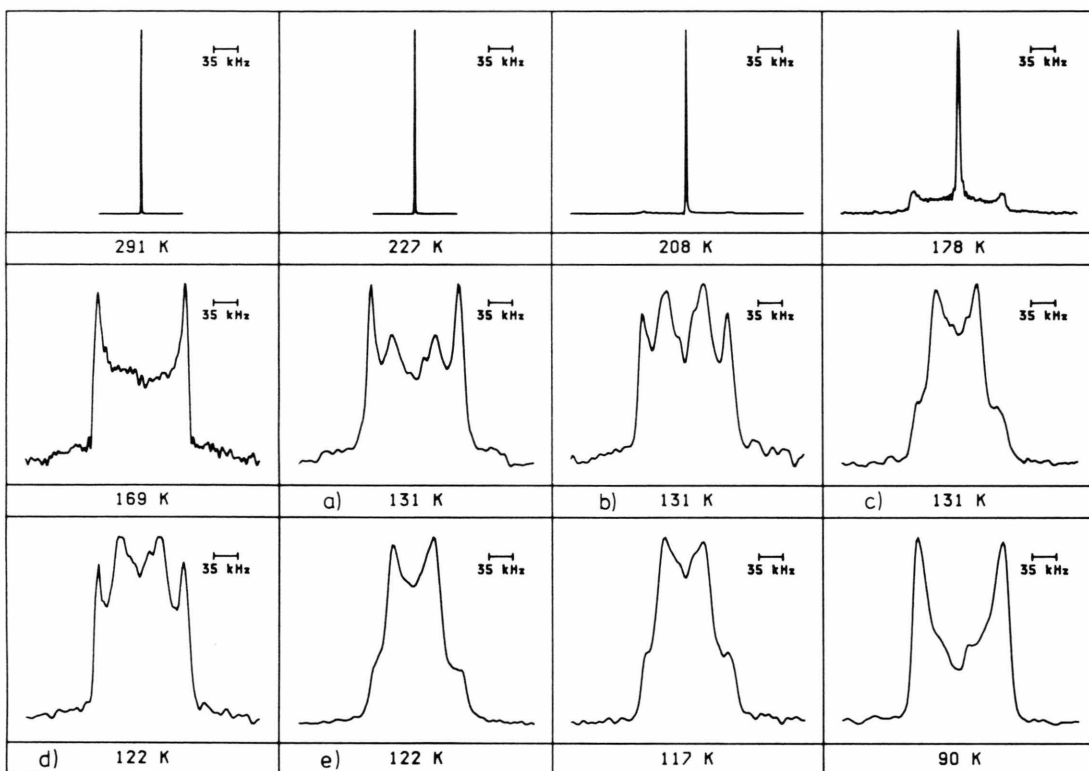 35 kHz 35 kHz 35 kHz 35 kHz
291 K 227 K 208 K 178 K
35 kHz 35 kHz 35 kHz 35 kHz
169 K a) 131 K b) 131 K c) 131 K
35 kHz 35 kHz 35 kHz 35 kHz
d) 122 K e) 122 K 117 K 90 K